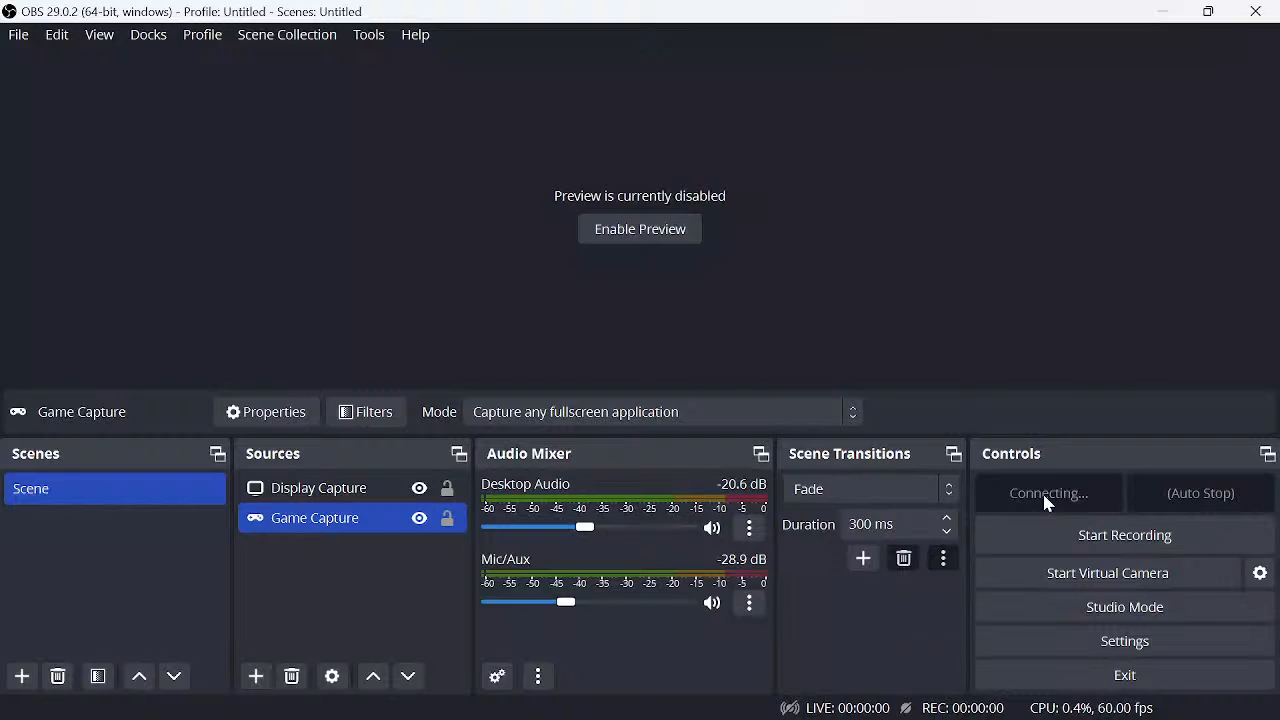 OBS 29.0.2 (64-bit, windows) - Profile: Untitled - Scenes: Untitled
File Edit View Docks Profile Scene Collection Tools Help
Preview is currently disabled
Enable Preview
Game Capture Properties Filters Mode Capture any fullscreen application
Scenes
Scene
Sources
Display Capture
Game Capture
Audio Mixer
Desktop Audio -20.6 dB
-60 -55 -50 -45 -40 -35 -30 -25 -20 -15 -10 -5 0
Mic/Aux -28.9 dB
-60 -55 -50 -45 -40 -35 -30 -25 -20 -15 -10 -5 0
Scene Transitions
Fade
Duration 300 ms
Controls
Connecting... (Auto Stop)
Start Recording
Start Virtual Camera
Studio Mode
Settings
Exit
LIVE: 00:00:00 REC: 00:00:00 CPU: 0.4%, 60.00 fps